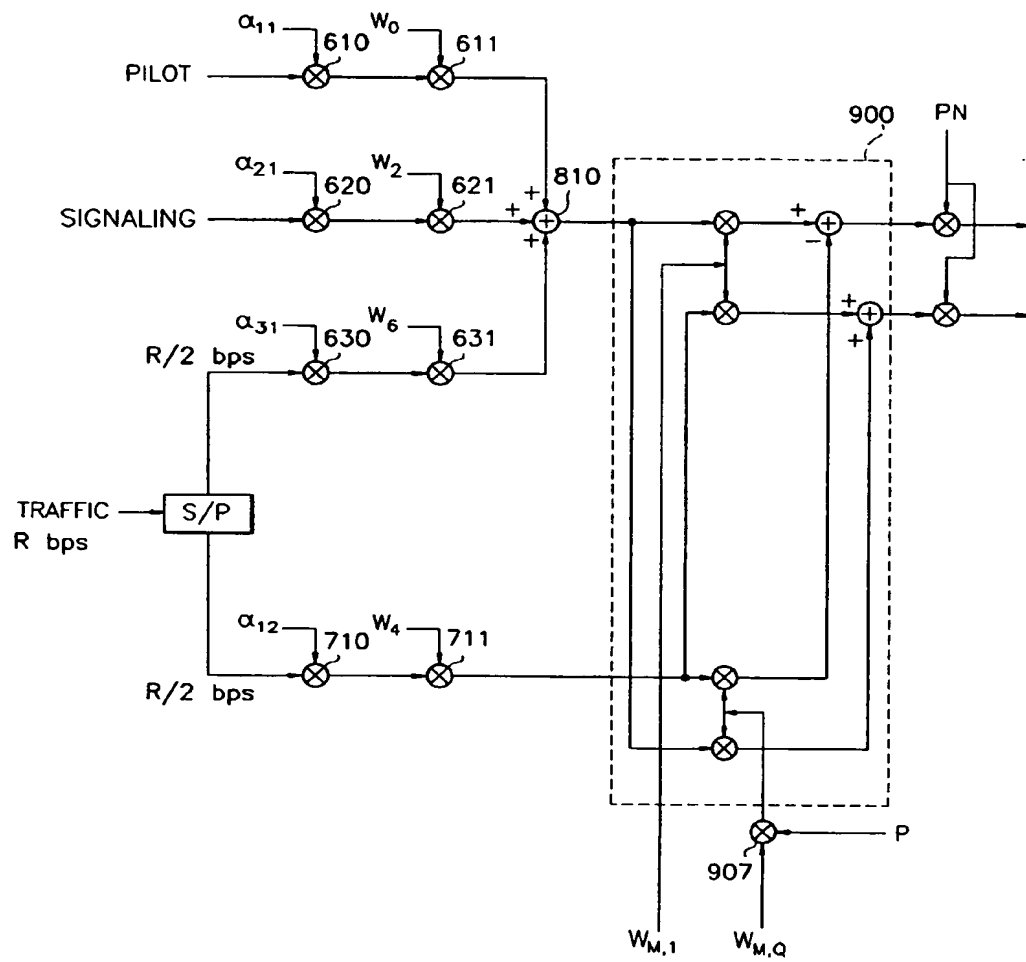 α11 W0
610 611
PILOT
900 PN
α21 W2
620 621 810
SIGNALING
+ + +
+ −
α31 W6
R/2 bps 630 631
+ +
TRAFFIC S/P
R bps
α12 W4
710 711
R/2 bps
P
907
WM,1 WM,Q